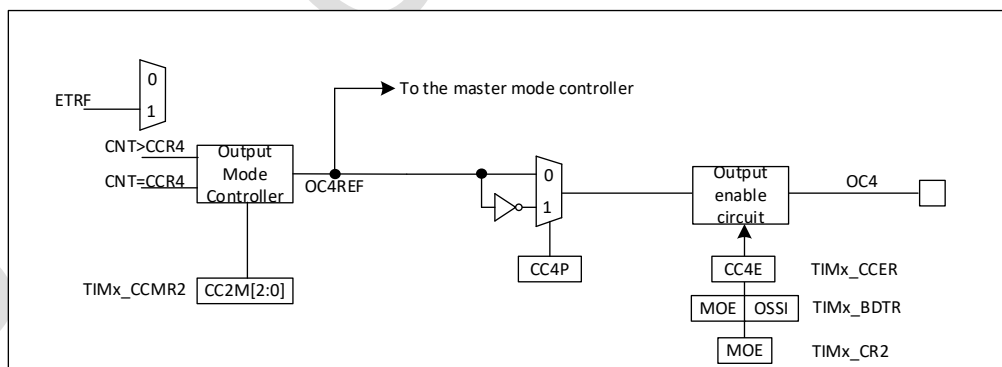 0
ETRF
1
To the master mode controller
CNT>CCR4
Output
Mode
Controller
CNT=CCR4
OC4REF
0
1
Output
enable
circuit
OC4
CC4P
CC4E
TIMx_CCER
TIMx_CCMR2
CC2M[2:0]
MOE
OSSI
TIMx_BDTR
MOE
TIMx_CR2